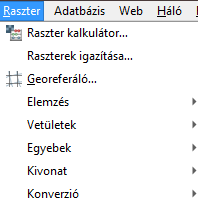 Raszter Adatbázis Web Háló
Raszter kalkulátor...
Raszterek igazítása...
Georeferáló...
Elemzés
Vetületek
Egyebek
Kivonat
Konverzió